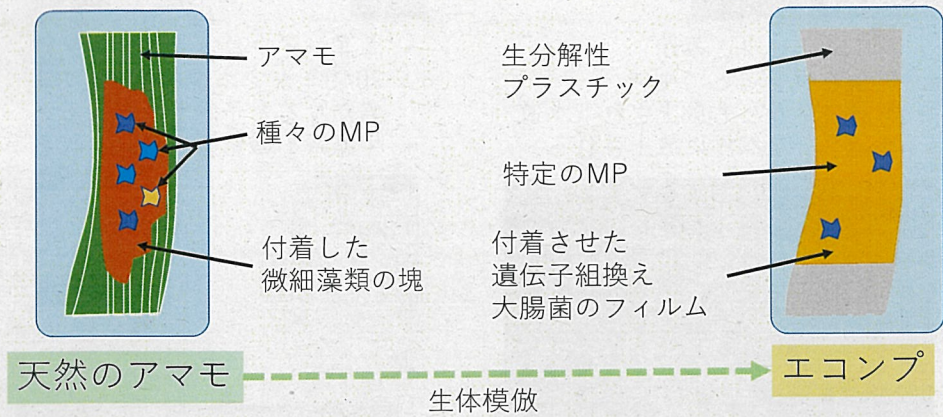 アマモ
種々のMP
付着した
微細藻類の塊
生分解性
プラスチック
特定のMP
付着させた
遺伝子組換え
大腸菌のフィルム
天然のアマモ
生体模倣
エコンプ